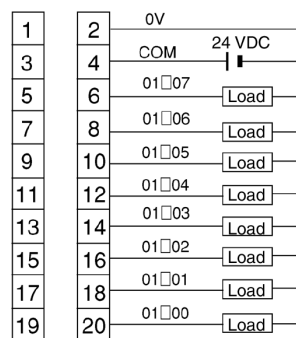 1 2 0V
24 VDC
3 4 COM
5 6 01□07 Load
7 8 01□06 Load
9 10 01□05 Load
11 12 01□04 Load
13 14 01□03 Load
15 16 01□02 Load
17 18 01□01 Load
19 20 01□00 Load